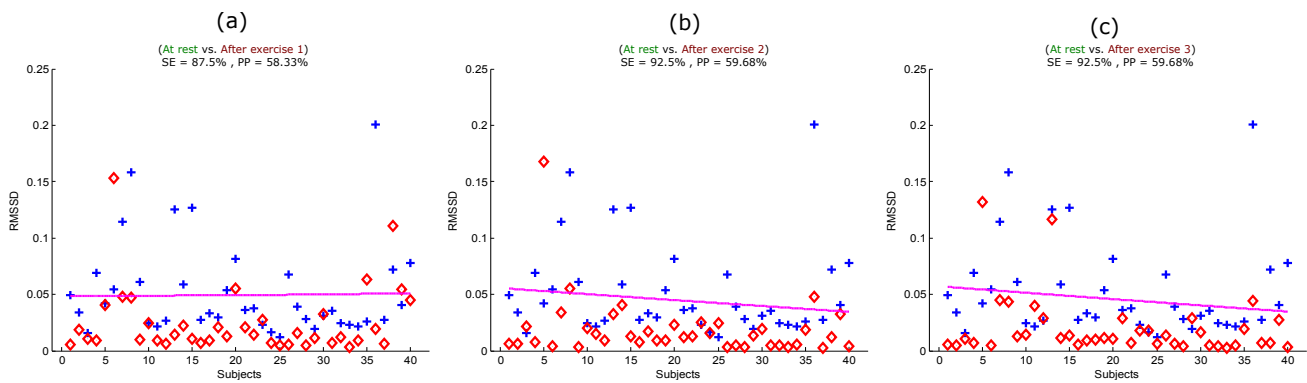 (a)
(At rest vs. After exercise 1)
SE = 87.5% , PP = 58.33%
0.25
0.2
0.15
0.1
0.05
0
RMSSD
0 5 10 15 20 25 30 35 40
Subjects
(b)
(At rest vs. After exercise 2)
SE = 92.5% , PP = 59.68%
0.25
0.2
0.15
0.1
0.05
0
RMSSD
0 5 10 15 20 25 30 35 40
Subjects
(c)
(At rest vs. After exercise 3)
SE = 92.5% , PP = 59.68%
0.25
0.2
0.15
0.1
0.05
0
RMSSD
0 5 10 15 20 25 30 35 40
Subjects